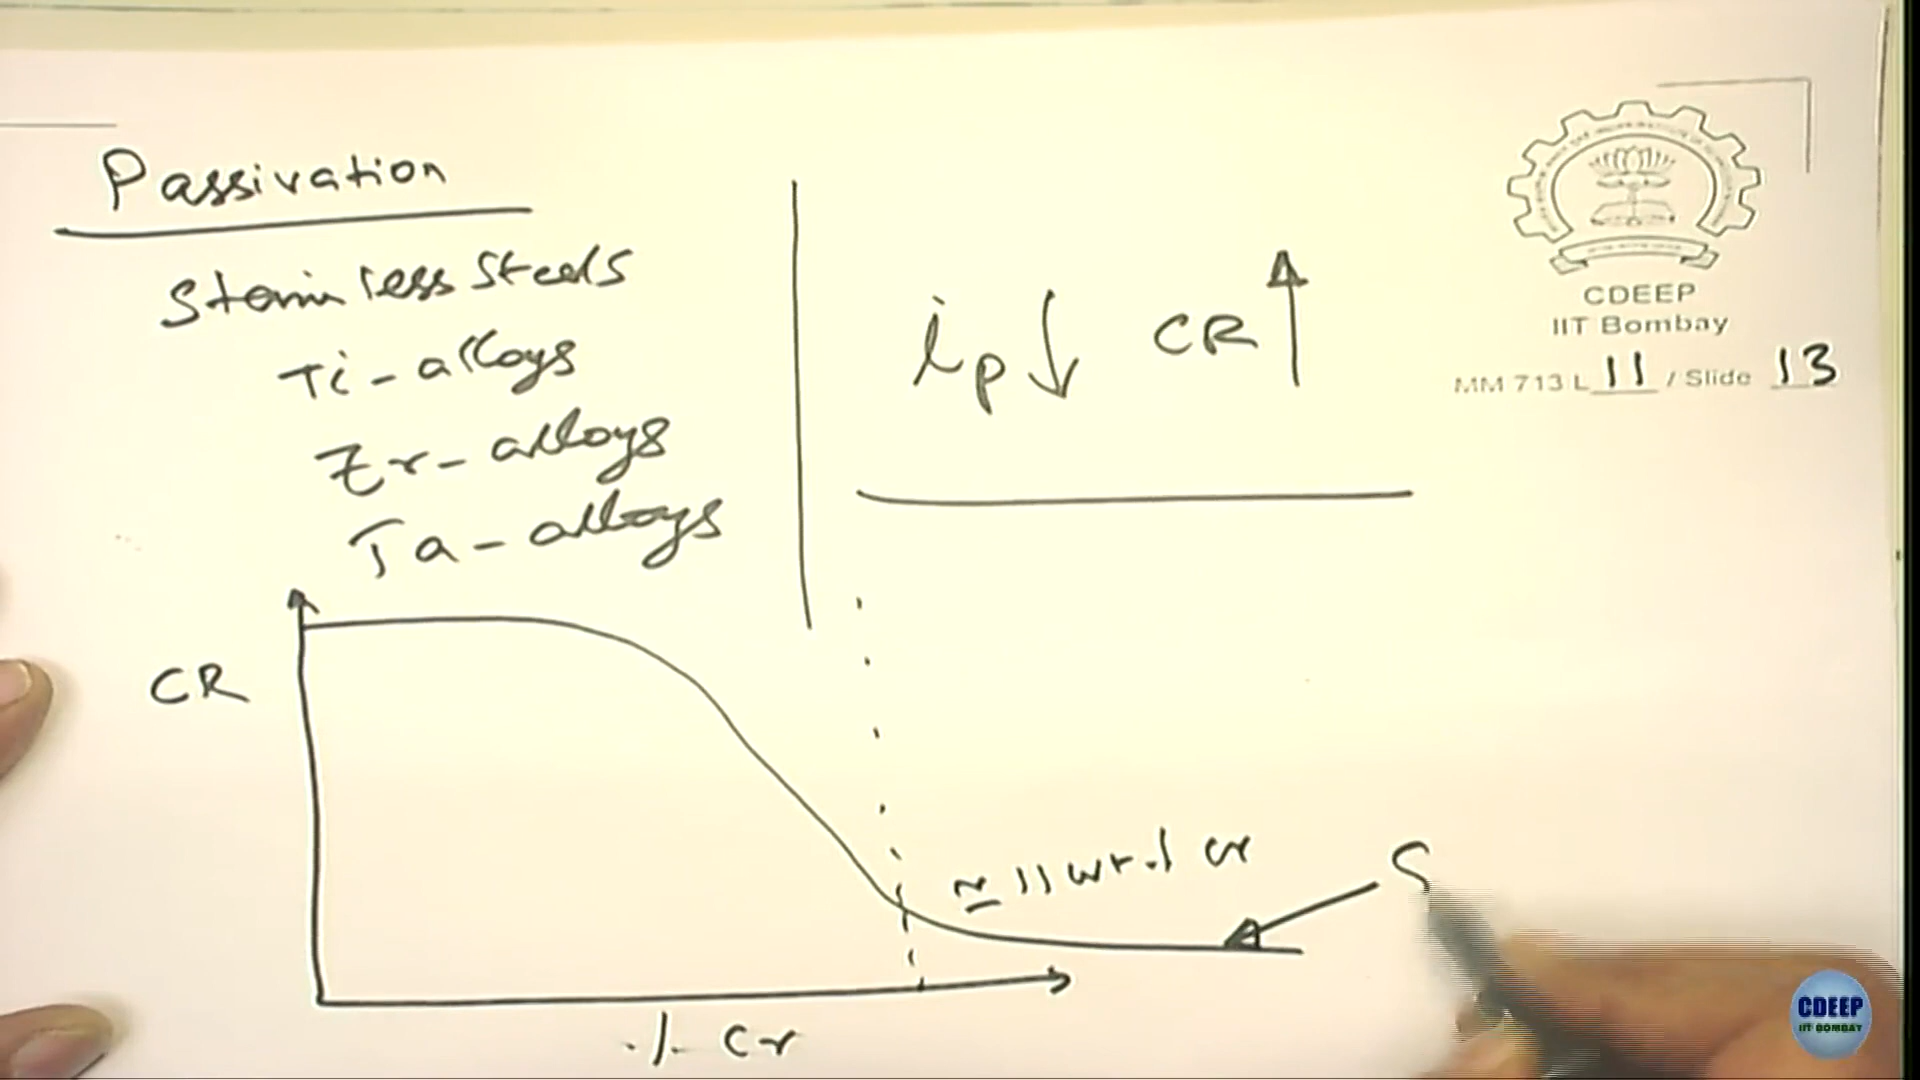 Passivation
Stainless Steels
Ti-alloys
Zr-alloys
Ta-alloys
ip↓ CR↑
CDEEP
IIT Bombay
MM 713 L 11 / Slide 13
CR
≈ 11 wt.% Cr
S
% Cr
CDEEP
IIT BOMBAY